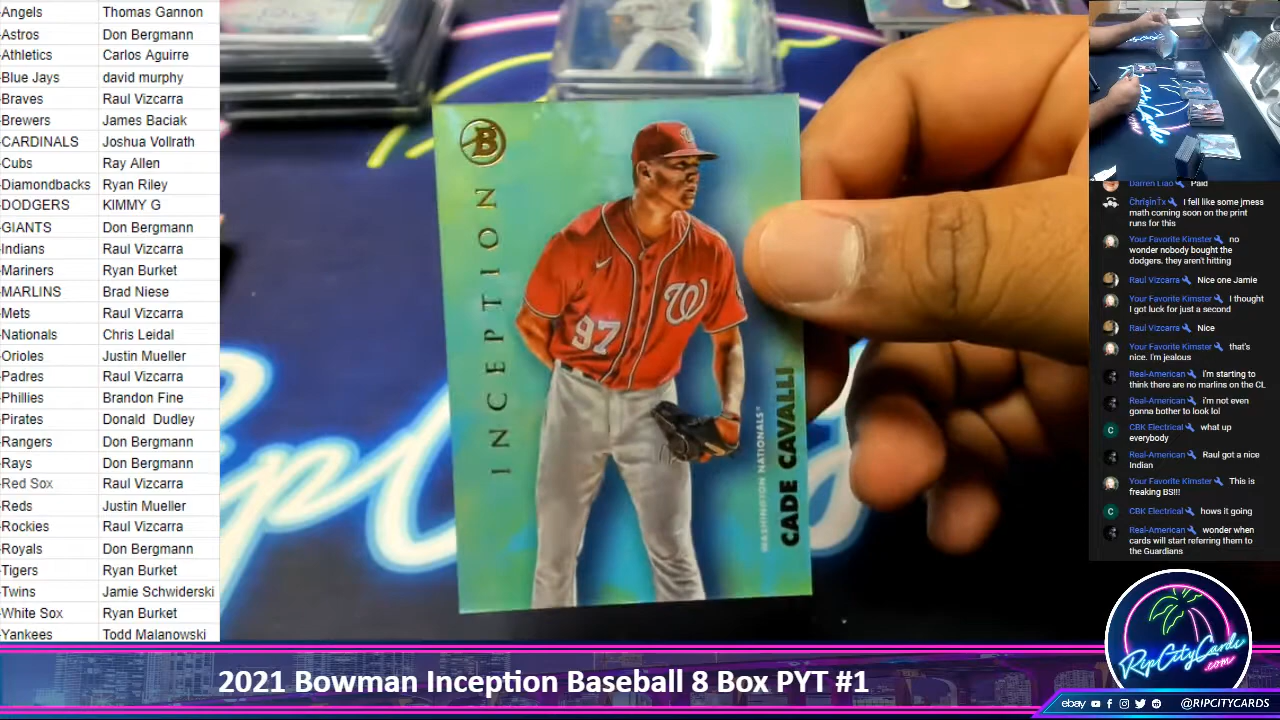 -Angels Thomas Gannon
-Astros Don Bergmann
-Athletics Carlos Aguirre
-Blue Jays david murphy
-Braves Raul Vizcarra
-Brewers James Baciak
-CARDINALS Joshua Vollrath
-Cubs Ray Allen
-Diamondbacks Ryan Riley
-DODGERS KIMMY G
-GIANTS Don Bergmann
-Indians Raul Vizcarra
-Mariners Ryan Burket
-MARLINS Brad Niese
-Mets Raul Vizcarra
-Nationals Chris Leidal
-Orioles Justin Mueller
-Padres Raul Vizcarra
-Phillies Brandon Fine
-Pirates Donald Dudley
-Rangers Don Bergmann
-Rays Don Bergmann
-Red Sox Raul Vizcarra
-Reds Justin Mueller
-Rockies Raul Vizcarra
-Royals Don Bergmann
-Tigers Ryan Burket
-Twins Jamie Schwiderski
-White Sox Ryan Burket
-Yankees Todd Malanowski
B
INCEPTION
W
97
WASHINGTON NATIONALS
CADE CAVALLI
Darren Liao Paid
I fell like some jmess
math coming soon on the print
runs for this
Your Favorite Kimster no
wonder nobody bought the
dodgers. they aren't hitting
Raul Vizcarra Nice one Jamie
Your Favorite Kimster I thought
I got luck for just a second
Raul Vizcarra Nice
Your Favorite Kimster that's
nice. I'm jealous
Real-American i'm starting to
think there are no marlins on the CL
Real-American i'm not even
gonna bother to look lol
C CBK Electrical what up
everybody
Real-American Raul got a nice
Indian
Your Favorite Kimster This is
freaking BS!!!
C CBK Electrical hows it going
Real-American wonder when
cards will start referring them to
the Guardians
RipCityCards
.com
2021 Bowman Inception Baseball 8 Box PYT #1
ebay @RIPCITYCARDS